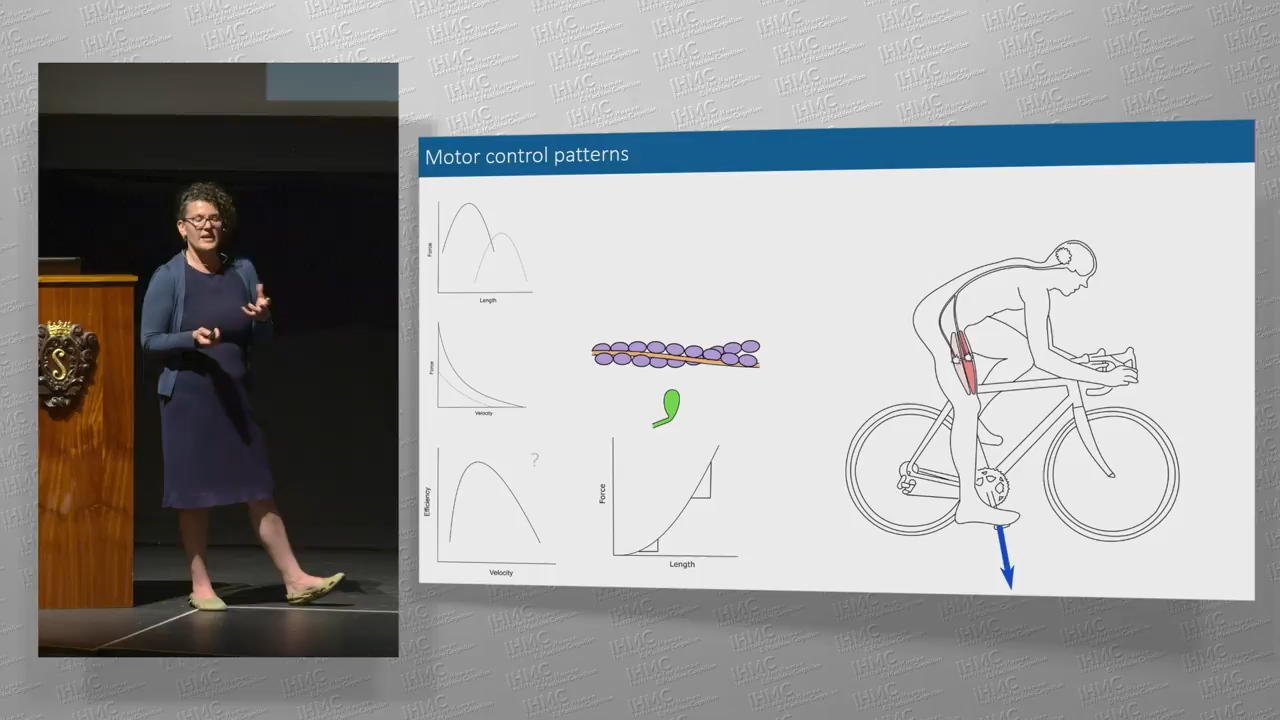 Motor control patterns
Force
Length
Force
Velocity
?
Efficiency
Velocity
Force
Length
S
IHMC